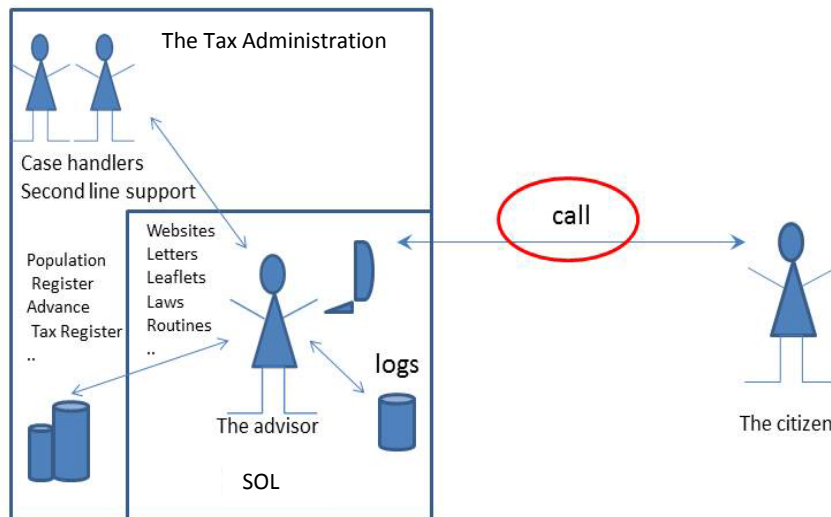 The Tax Administration
Case handlers
Second line support
Population
Register
Advance
Tax Register
..
Websites
Letters
Leaflets
Laws
Routines
..
logs
The advisor
SOL
call
The citizen